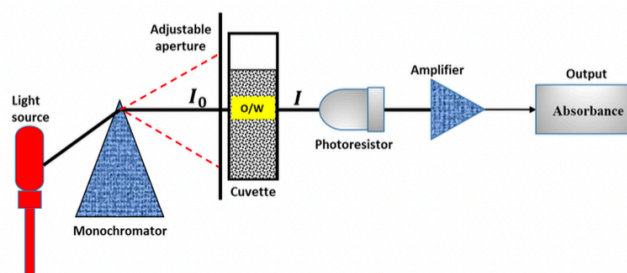 Adjustable
aperture
Light
source
I₀
O/W
I
Amplifier
Output
Absorbance
Photoresistor
Cuvette
Monochromator